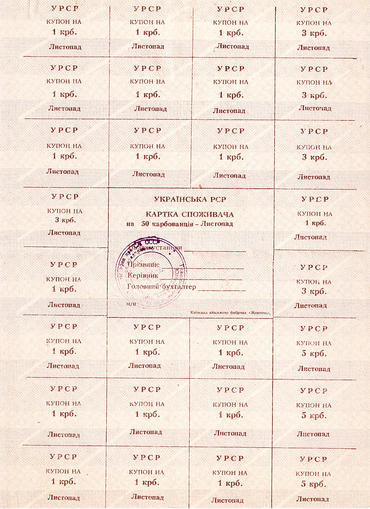 УРСР УРСР УРСР УРСР
КУПОН НА КУПОН НА КУПОН НА КУПОН НА
1 крб. 1 крб. 1 крб. 3 крб.
Листопад Листопад Листопад Листопад
УРСР УРСР УРСР УРСР
КУПОН НА КУПОН НА КУПОН НА КУПОН НА
1 крб. 1 крб. 1 крб. 3 крб.
Листопад Листопад Листопад Листопад
УРСР УРСР УРСР УРСР
КУПОН НА КУПОН НА КУПОН НА КУПОН НА
1 крб. 1 крб. 1 крб. 3 крб.
Листопад Листопад Листопад Листопад
УРСР
КУПОН НА
3 крб.
Листопад
УРСР
КУПОН НА
1 крб.
Листопад
УКРАЇНСЬКА РСР
КАРТКА СПОЖИВАЧА
на 50 карбованців – Листопад
установи
Прізвище
Керівник
Головний бухгалтер
УРСР
КУПОН НА
1 крб.
Листопад
УРСР
КУПОН НА
3 крб.
Листопад
УРСР УРСР УРСР УРСР
КУПОН НА КУПОН НА КУПОН НА КУПОН НА
1 крб. 1 крб. 1 крб. 5 крб.
Листопад Листопад Листопад Листопад
УРСР УРСР УРСР УРСР
КУПОН НА КУПОН НА КУПОН НА КУПОН НА
1 крб. 1 крб. 1 крб. 5 крб.
Листопад Листопад Листопад Листопад
УРСР УРСР УРСР УРСР
КУПОН НА КУПОН НА КУПОН НА КУПОН НА
1 крб. 1 крб. 1 крб. 5 крб.
Листопад Листопад Листопад Листопад